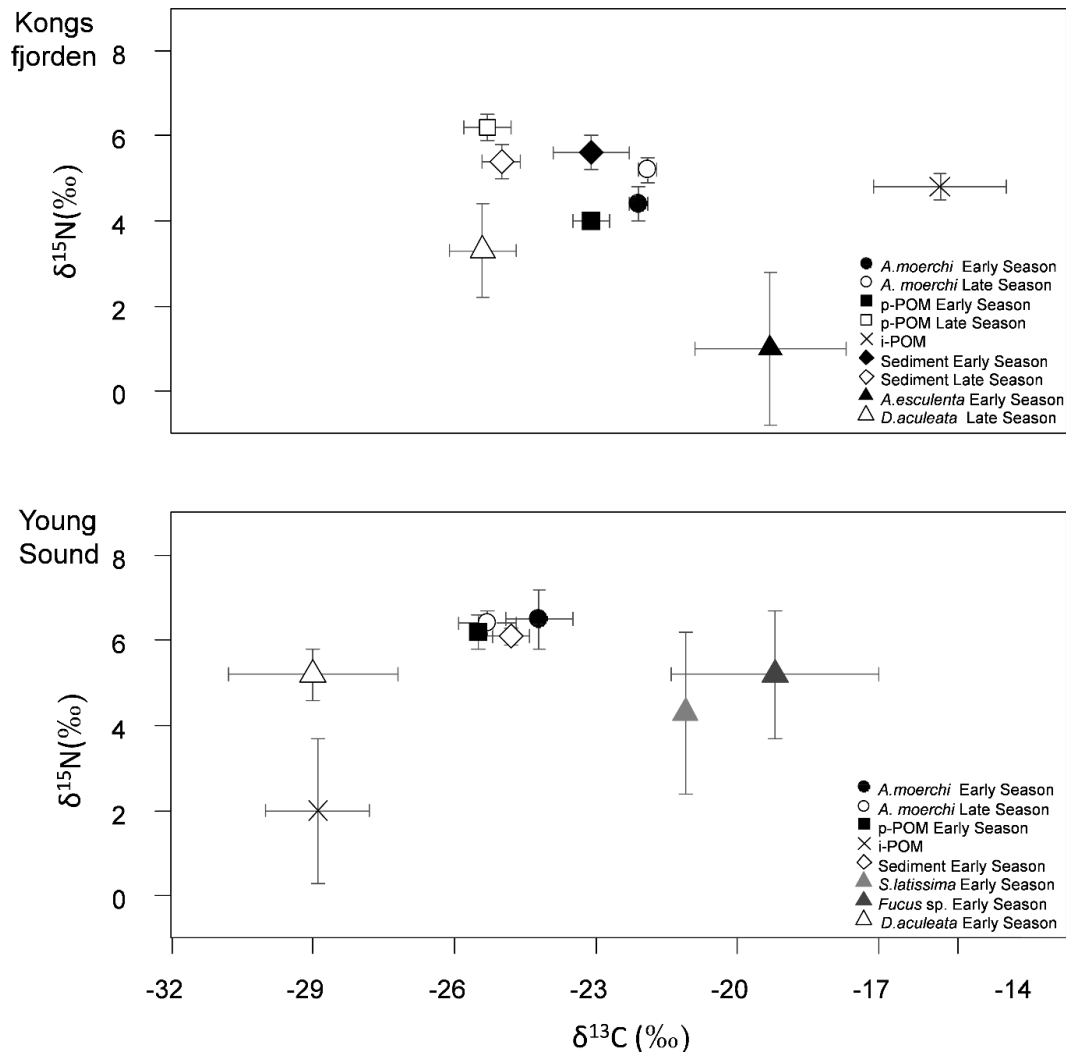 Kongs
fjorden
8
6
4
2
0
δ¹⁵N(‰)
A.moerchi Early Season
A. moerchi Late Season
p-POM Early Season
p-POM Late Season
i-POM
Sediment Early Season
Sediment Late Season
A.esculenta Early Season
D.aculeata Late Season
Young
Sound
8
6
4
2
0
δ¹⁵N(‰)
A.moerchi Early Season
A. moerchi Late Season
p-POM Early Season
i-POM
Sediment Early Season
S.latissima Early Season
Fucus sp. Early Season
D.aculeata Early Season
-32 -29 -26 -23 -20 -17 -14
δ¹³C (‰)